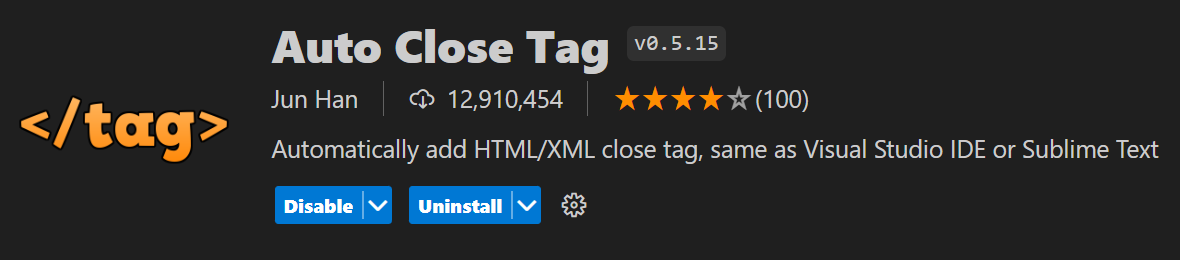 </tag>
Auto Close Tag v0.5.15
Jun Han 12,910,454 (100)
Automatically add HTML/XML close tag, same as Visual Studio IDE or Sublime Text
Disable Uninstall